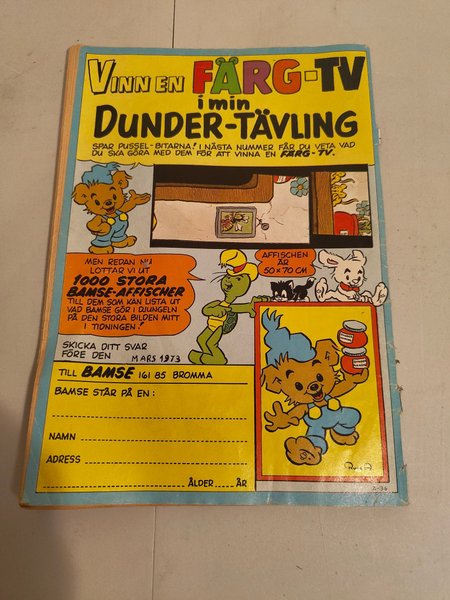 VINN EN FÄRG-TV
i min
DUNDER-TÄVLING
SPAR PUSSEL-BITARNA! I NÄSTA NUMMER FÅR DU VETA VAD
DU SKA GÖRA MED DEM FÖR ATT VINNA EN FÄRG-TV.
MEN REDAN NU
LOTTAR VI UT
1000 STORA
BAMSE-AFFISCHER
TILL DEM SOM KAN LISTA UT
VAD BAMSE GÖR I DJUNGELN
PÅ DEN STORA BILDEN MITT
I TIDNINGEN!
AFFISCHEN
ÄR
50 x 70 CM
SKICKA DITT SVAR
FÖRE DEN MARS 1973
TILL BAMSE 161 85 BROMMA
BAMSE STÅR PÅ EN:
NAMN
ADRESS
ÅLDER ÅR